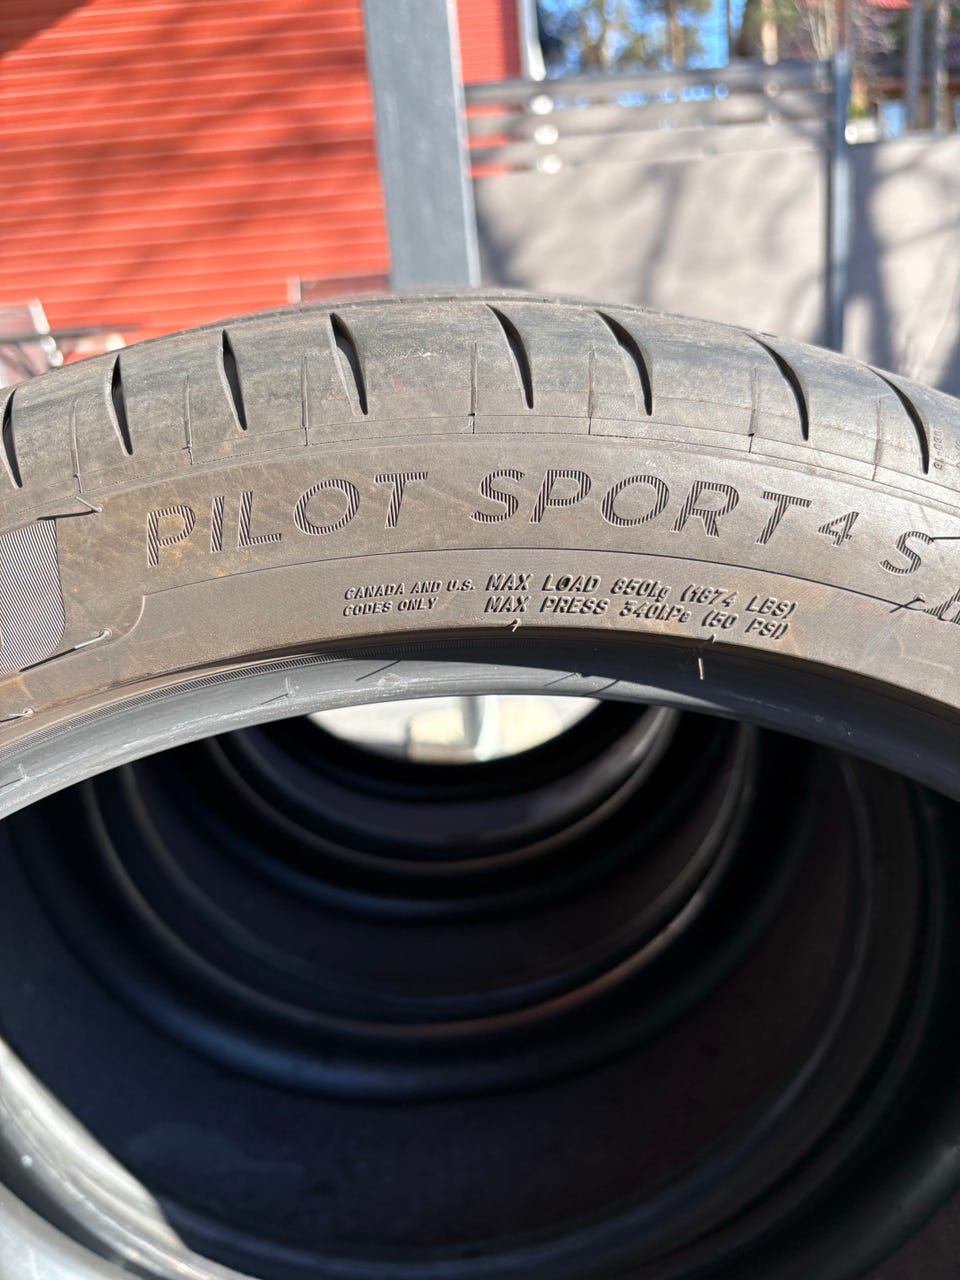 PILOT SPORT 4 S
CANADA AND U.S. CODES ONLY
MAX LOAD 850kg (1874 LBS)
MAX PRESS 340kPa (50 PSI)